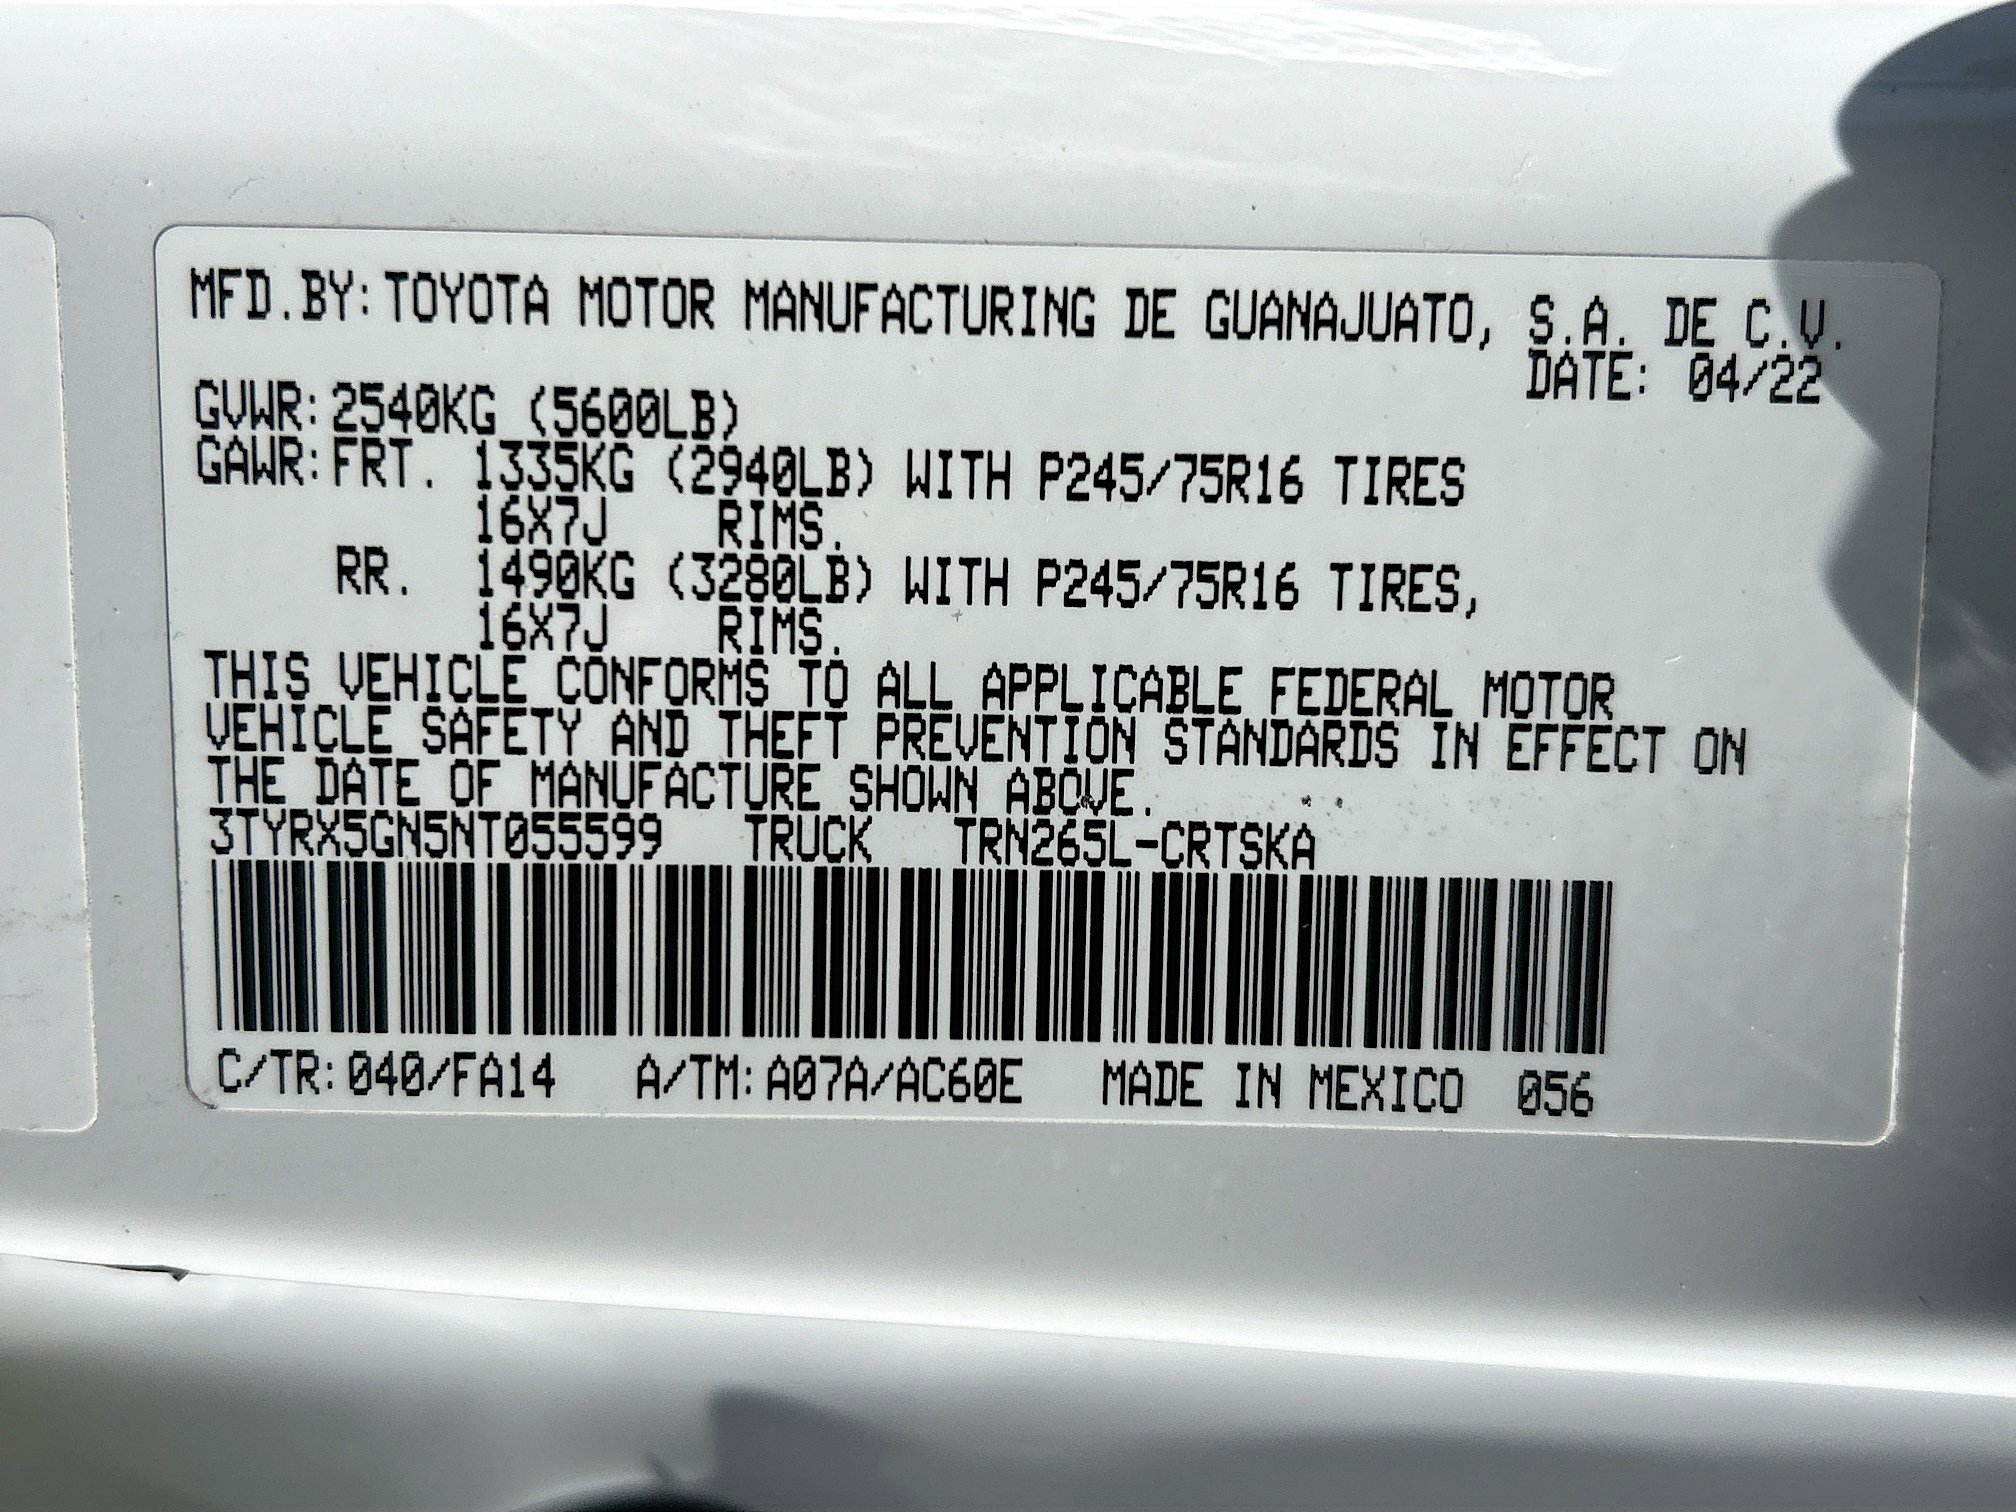 MFD.BY: TOYOTA MOTOR MANUFACTURING DE GUANAJUATO, S.A. DE C.V.
DATE: 04/22
GVWR: 2540KG (5600LB)
GAWR: FRT. 1335KG (2940LB) WITH P245/75R16 TIRES
16X7J RIMS.
RR. 1490KG (3280LB) WITH P245/75R16 TIRES,
16X7J RIMS.
THIS VEHICLE CONFORMS TO ALL APPLICABLE FEDERAL MOTOR
VEHICLE SAFETY AND THEFT PREVENTION STANDARDS IN EFFECT ON
THE DATE OF MANUFACTURE SHOWN ABOVE.
3TYRX5GN5NT055599 TRUCK TRN265L-CRTSKA
C/TR: 040/FA14 A/TM: A07A/AC60E MADE IN MEXICO 056